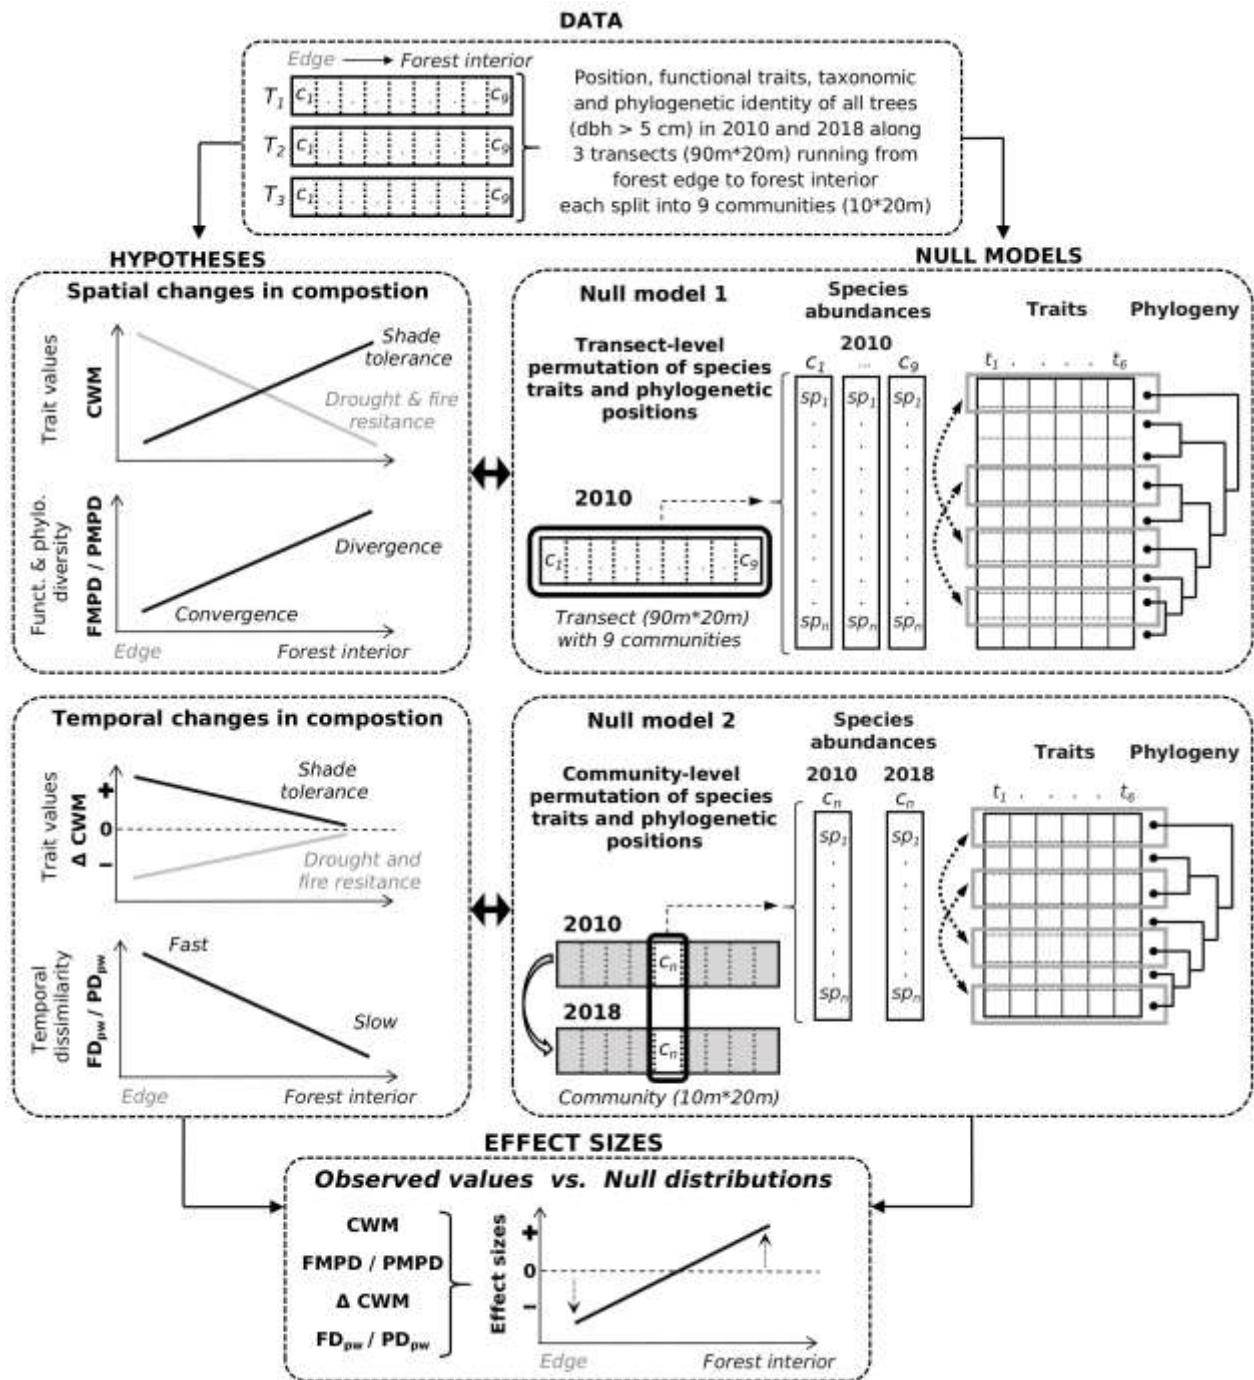 DATA
Edge
Forest interior
T1 c1 c9
T2 c1 c9
T3 c1 c9
Position, functional traits, taxonomic
and phylogenetic identity of all trees
(dbh > 5 cm) in 2010 and 2018 along
3 transects (90m*20m) running from
forest edge to forest interior
each split into 9 communities (10*20m)
HYPOTHESES
Spatial changes in compostion
Trait values
CWM
Shade
tolerance
Drought & fire
resitance
Funct. & phylo.
diversity
FMPD / PMPD
Divergence
Convergence
Edge
Forest interior
NULL MODELS
Null model 1
Transect-level
permutation of species
traits and phylogenetic
positions
2010
c1 c9
Transect (90m*20m)
with 9 communities
Species
abundances
2010
c1 ... c9
sp1 sp1 sp1
spn spn spn
Traits
t1 . . . . t6
Phylogeny
Temporal changes in compostion
Trait values
Δ CWM
+
0
−
Shade
tolerance
Drought and
fire resitance
Temporal
dissimilarity
FDpw / PDpw
Fast
Slow
Edge
Forest interior
Null model 2
Community-level
permutation of species
traits and phylogenetic
positions
2010
cn
2018
cn
Community (10m*20m)
Species
abundances
2010 2018
cn cn
sp1 sp1
spn spn
Traits
t1 . . . . t6
Phylogeny
EFFECT SIZES
Observed values vs. Null distributions
CWM
FMPD / PMPD
Δ CWM
FDpw / PDpw
Effect sizes
+
0
−
Edge
Forest interior